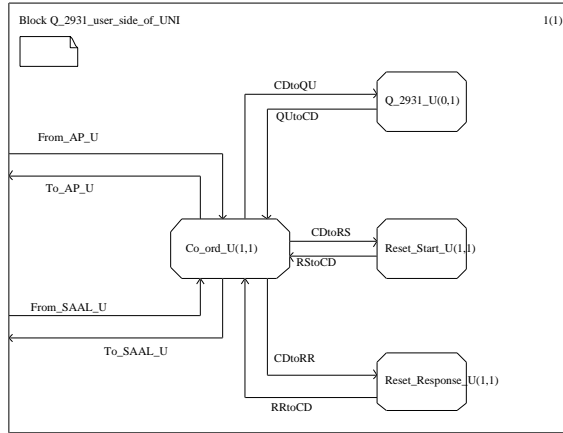 Block Q_2931_user_side_of_UNI
1(1)
CDtoQU
Q_2931_U(0,1)
QUtoCD
From_AP_U
To_AP_U
CDtoRS
Co_ord_U(1,1)
Reset_Start_U(1,1)
RStoCD
From_SAAL_U
To_SAAL_U
CDtoRR
Reset_Response_U(1,1)
RRtoCD